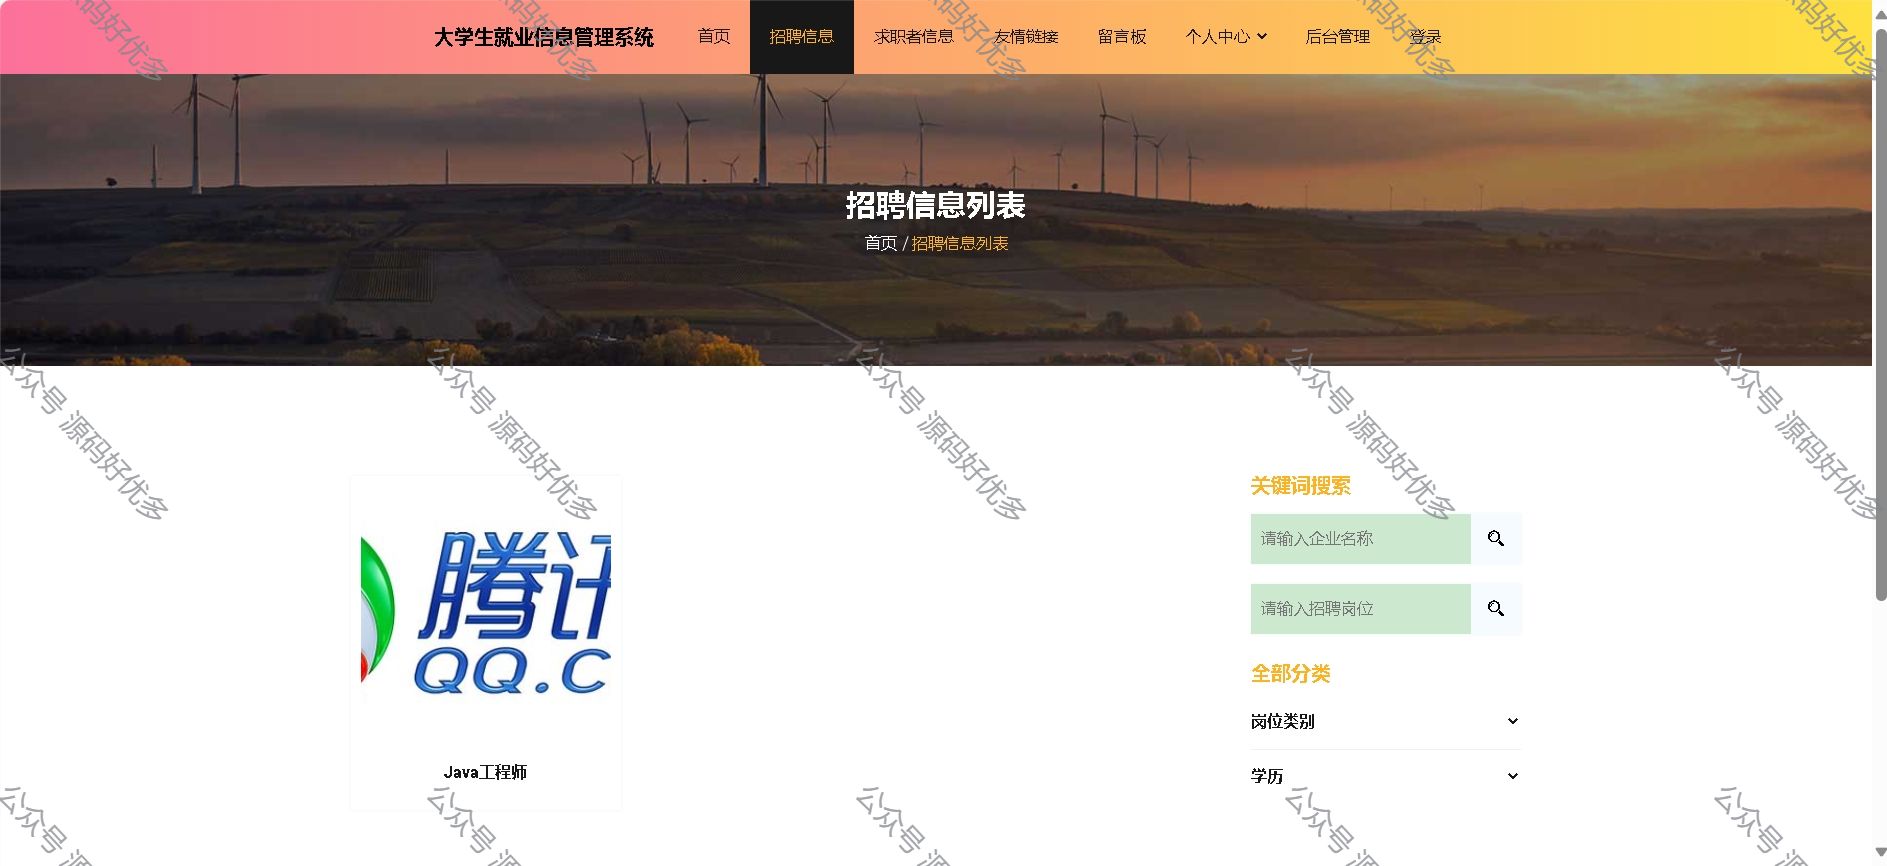 大学生就业信息管理系统 首页 招聘信息 求职者信息 友情链接 留言板 个人中心 后台管理 登录
招聘信息列表
首页 / 招聘信息列表
关键词搜索
请输入企业名称
请输入招聘岗位
全部分类
岗位类别
学历
腾讯
QQ.C
Java工程师
公众号 源码好优多